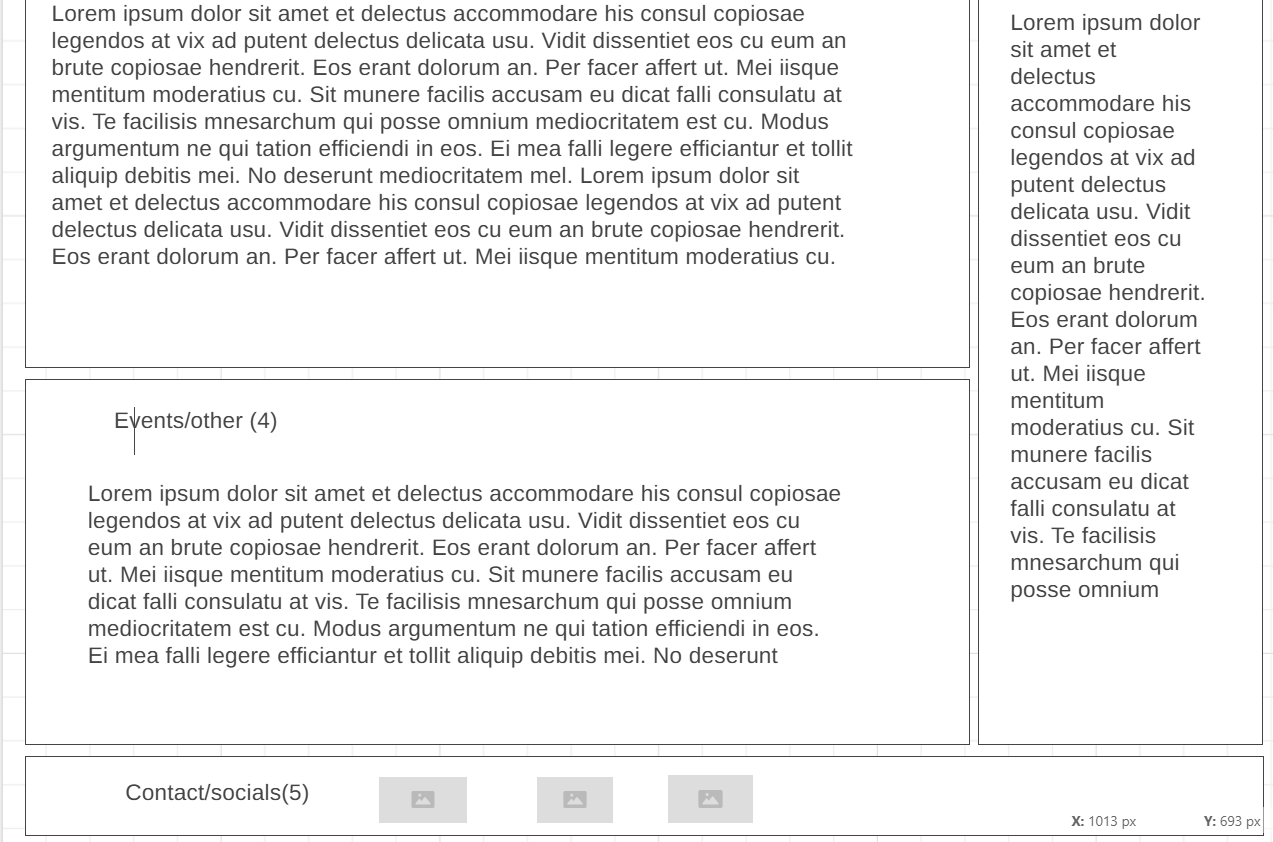 Lorem ipsum dolor sit amet et delectus accommodare his consul copiosae
legendos at vix ad putent delectus delicata usu. Vidit dissentiet eos cu eum an
brute copiosae hendrerit. Eos erant dolorum an. Per facer affert ut. Mei iisque
mentitum moderatius cu. Sit munere facilis accusam eu dicat falli consulatu at
vis. Te facilisis mnesarchum qui posse omnium mediocritatem est cu. Modus
argumentum ne qui tation efficiendi in eos. Ei mea falli legere efficiantur et tollit
aliquip debitis mei. No deserunt mediocritatem mel. Lorem ipsum dolor sit
amet et delectus accommodare his consul copiosae legendos at vix ad putent
delectus delicata usu. Vidit dissentiet eos cu eum an brute copiosae hendrerit.
Eos erant dolorum an. Per facer affert ut. Mei iisque mentitum moderatius cu.
Events/other (4)
Lorem ipsum dolor sit amet et delectus accommodare his consul copiosae
legendos at vix ad putent delectus delicata usu. Vidit dissentiet eos cu
eum an brute copiosae hendrerit. Eos erant dolorum an. Per facer affert
ut. Mei iisque mentitum moderatius cu. Sit munere facilis accusam eu
dicat falli consulatu at vis. Te facilisis mnesarchum qui posse omnium
mediocritatem est cu. Modus argumentum ne qui tation efficiendi in eos.
Ei mea falli legere efficiantur et tollit aliquip debitis mei. No deserunt
Lorem ipsum dolor
sit amet et
delectus
accommodare his
consul copiosae
legendos at vix ad
putent delectus
delicata usu. Vidit
dissentiet eos cu
eum an brute
copiosae hendrerit.
Eos erant dolorum
an. Per facer affert
ut. Mei iisque
mentitum
moderatius cu. Sit
munere facilis
accusam eu dicat
falli consulatu at
vis. Te facilisis
mnesarchum qui
posse omnium
Contact/socials(5)
X: 1013 px Y: 693 px